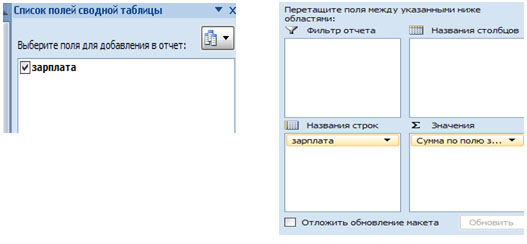 Список полей сводной таблицы
Выберите поля для добавления в отчет:
зарплата
Перетащите поля между указанными ниже
областями:
Фильтр отчета
Названия столбцов
Названия строк
Σ Значения
зарплата
Сумма по полю з...
Отложить обновление макета
Обновить